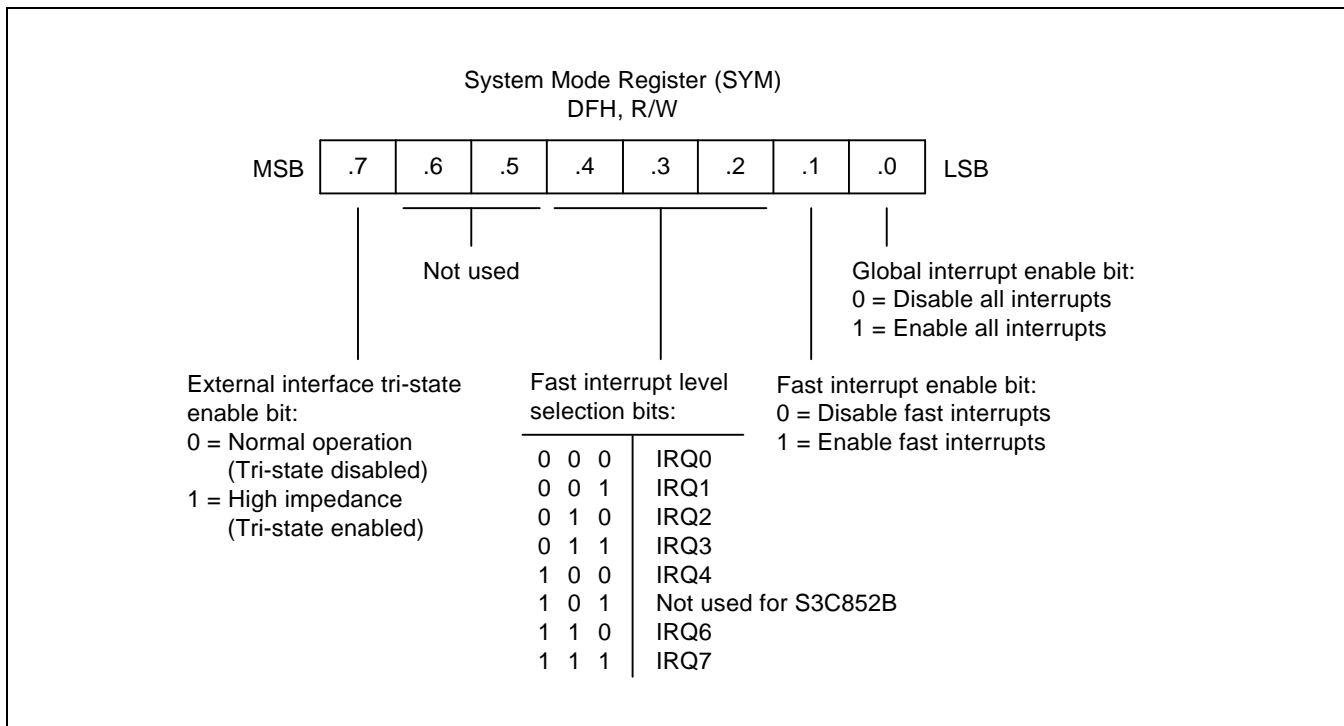 System Mode Register (SYM)
DFH, R/W
MSB .7 .6 .5 .4 .3 .2 .1 .0 LSB
Not used
Global interrupt enable bit:
0 = Disable all interrupts
1 = Enable all interrupts
External interface tri-state
enable bit:
0 = Normal operation
(Tri-state disabled)
1 = High impedance
(Tri-state enabled)
Fast interrupt level
selection bits:
0 0 0 IRQ0
0 0 1 IRQ1
0 1 0 IRQ2
0 1 1 IRQ3
1 0 0 IRQ4
1 0 1 Not used for S3C852B
1 1 0 IRQ6
1 1 1 IRQ7
Fast interrupt enable bit:
0 = Disable fast interrupts
1 = Enable fast interrupts